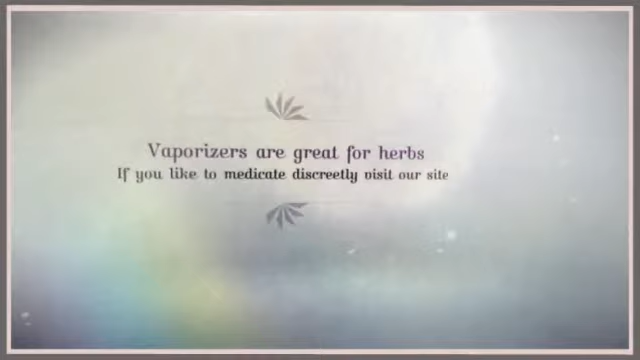 Vaporizers are great for herbs
If you like to medicate discreetly visit our site